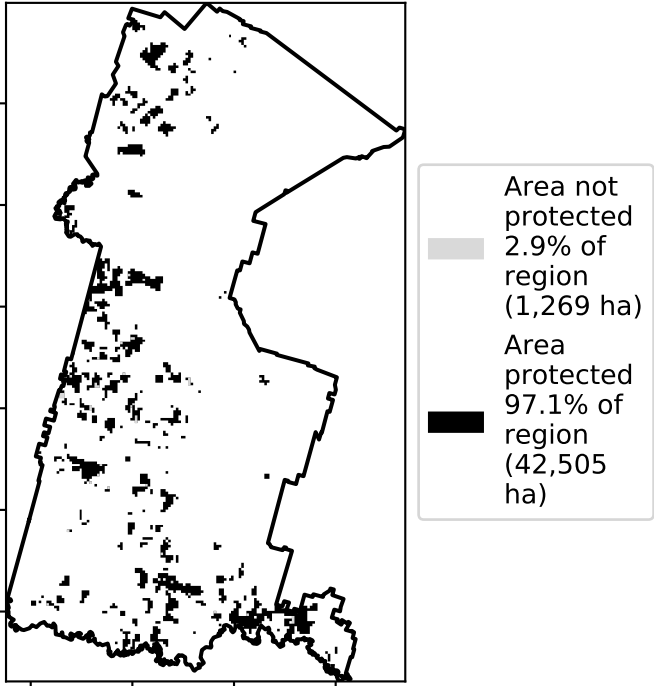 Area not
protected
2.9% of
region
(1,269 ha)
Area
protected
97.1% of
region
(42,505
ha)